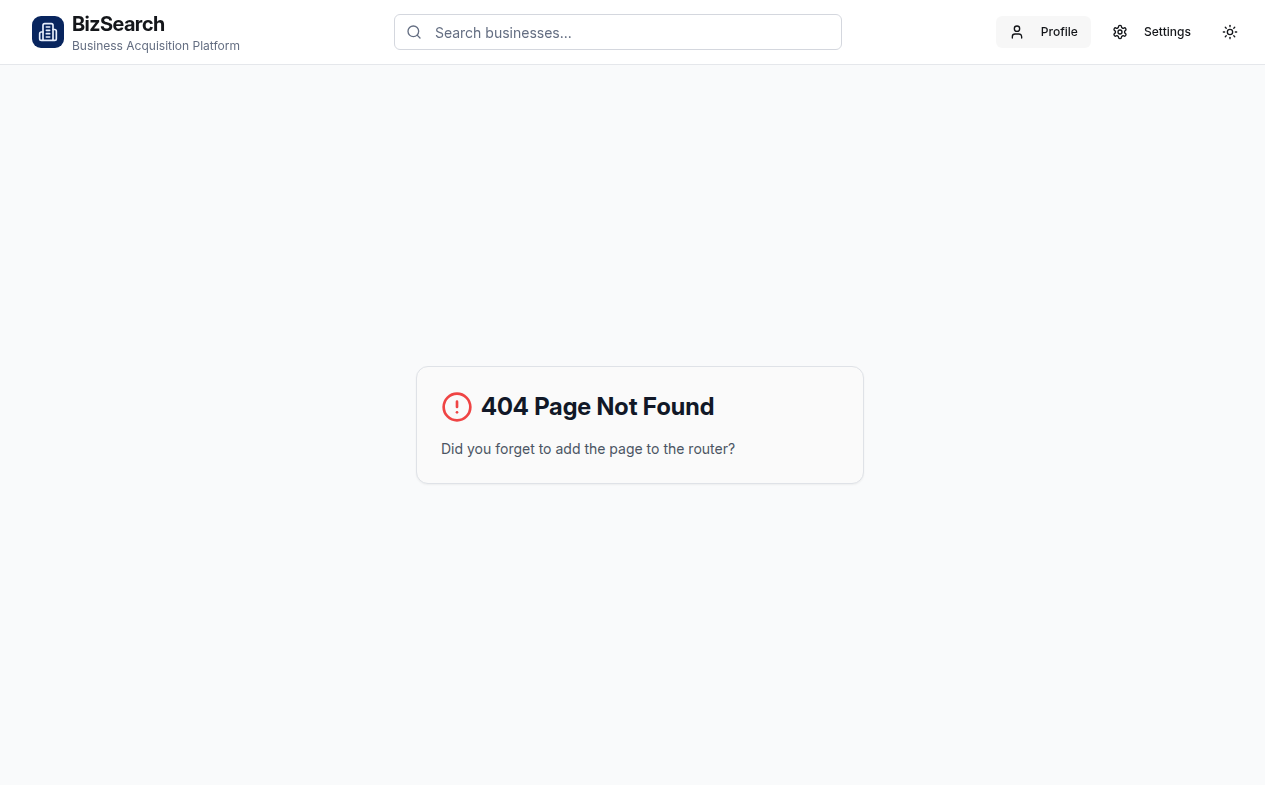 BizSearch
Business Acquisition Platform
Search businesses...
Profile
Settings
404 Page Not Found
Did you forget to add the page to the router?